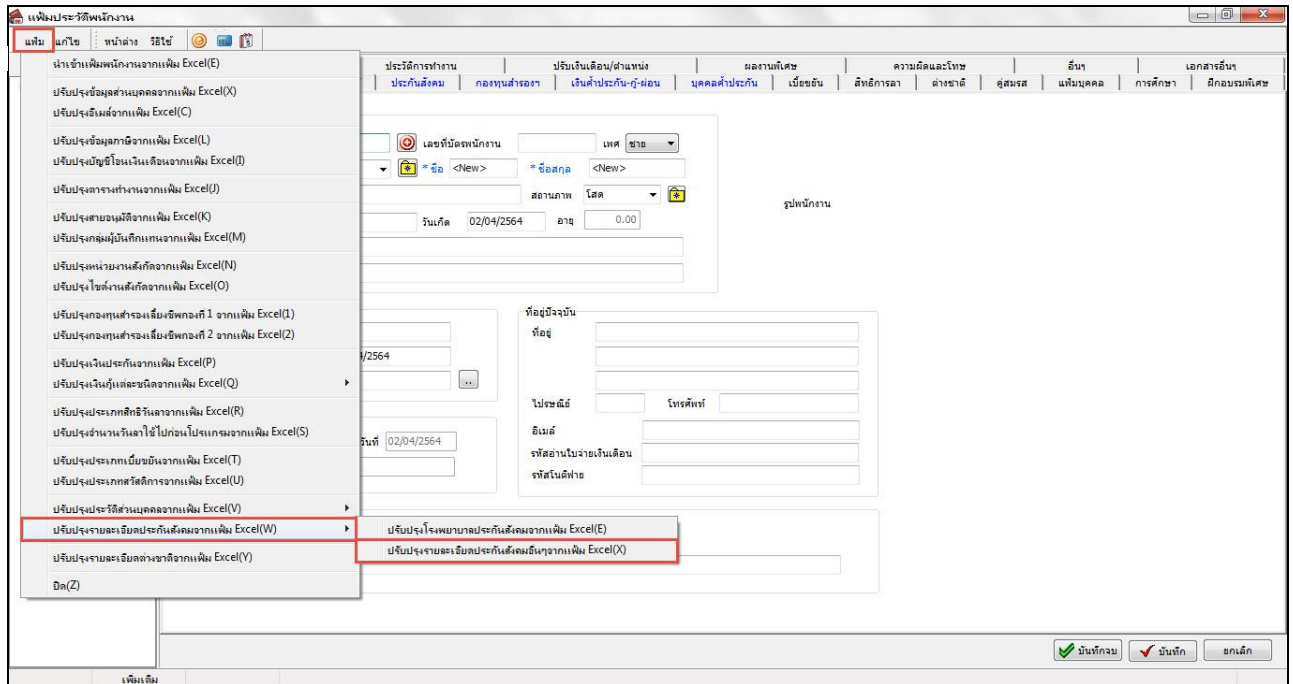 แฟ้มประวัติพนักงาน
แฟ้ม แก้ไข หน้าต่าง วิธีใช้
นำเข้าแฟ้มพนักงานจากแฟ้ม Excel(E)
ปรับปรุงข้อมูลส่วนบุคคลจากแฟ้ม Excel(X)
ปรับปรุงอีเมล์จากแฟ้ม Excel(C)
ปรับปรุงข้อมูลภาษีจากแฟ้ม Excel(L)
ปรับปรุงบัญชีโอนเงินเดือนจากแฟ้ม Excel(I)
ปรับปรุงตารางทำงานจากแฟ้ม Excel(J)
ปรับปรุงสายอนุมัติจากแฟ้ม Excel(K)
ปรับปรุงกลุ่มผู้บันทึกแทนจากแฟ้ม Excel(M)
ปรับปรุงหน่วยงานสังกัดจากแฟ้ม Excel(N)
ปรับปรุงไซต์งานสังกัดจากแฟ้ม Excel(O)
ปรับปรุงกองทุนสำรองเลี้ยงชีพกองที่ 1 จากแฟ้ม Excel(1)
ปรับปรุงกองทุนสำรองเลี้ยงชีพกองที่ 2 จากแฟ้ม Excel(2)
ปรับปรุงเงินประกันจากแฟ้ม Excel(P)
ปรับปรุงเงินกู้แต่ละชนิดจากแฟ้ม Excel(Q)
ปรับปรุงประเภทสิทธิวันลาจากแฟ้ม Excel(R)
ปรับปรุงจำนวนวันลาใช้ไปก่อนโปรแกรมจากแฟ้ม Excel(S)
ปรับปรุงประเภทเบี้ยขยันจากแฟ้ม Excel(T)
ปรับปรุงประเภทสวัสดิการจากแฟ้ม Excel(U)
ปรับปรุงประวัติส่วนบุคคลจากแฟ้ม Excel(V)
ปรับปรุงรายละเอียดประกันสังคมจากแฟ้ม Excel(W)
ปรับปรุงรายละเอียดต่างชาติจากแฟ้ม Excel(Y)
ปิด(Z)
ปรับปรุงโรงพยาบาลประกันสังคมจากแฟ้ม Excel(E)
ปรับปรุงรายละเอียดประกันสังคมอื่นๆจากแฟ้ม Excel(X)
ประวัติการทำงาน ปรับเงินเดือน/ตำแหน่ง ผลงานพิเศษ ความผิดและโทษ อื่นๆ เอกสารอื่นๆ
ประกันสังคม กองทุนสำรองฯ เงินค้ำประกัน-กู้-ผ่อน บุคคลค้ำประกัน เบี้ยขยัน สิทธิการลา ต่างชาติ คู่สมรส แฟ้มบุคคล การศึกษา ฝึกอบรมพิเศษ
เลขที่บัตรพนักงาน เพศ ชาย
* ชื่อ <New> * ชื่อสกุล <New>
สถานภาพ โสด
วันเกิด 02/04/2564 อายุ 0.00
รูปพนักงาน
ที่อยู่ปัจจุบัน
ที่อยู่
/2564
ไปรษณีย์ โทรศัพท์
อีเมล์
วันที่ 02/04/2564
รหัสอ่านใบจ่ายเงินเดือน
รหัสโนติฟาย
บันทึกจบ บันทึก ยกเลิก
เพิ่มเติม